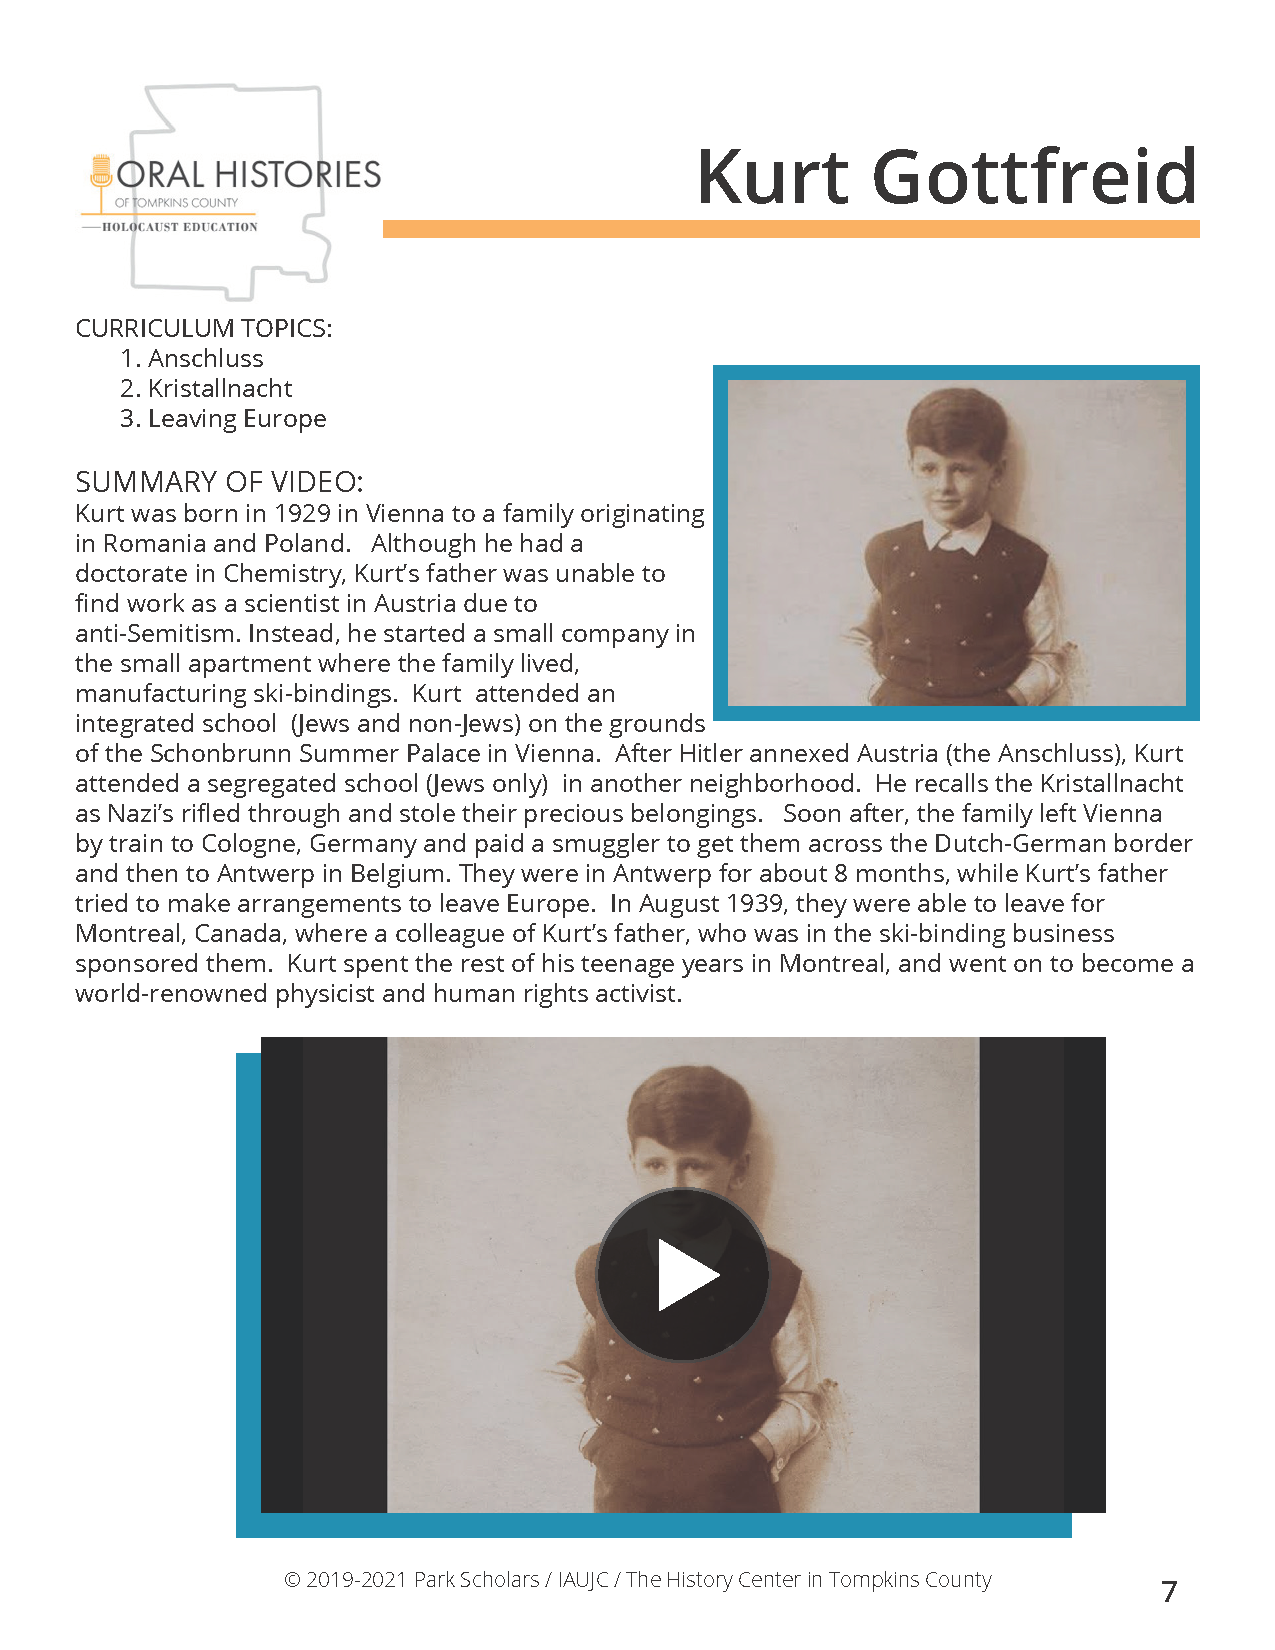 ORAL HISTORIES
OF TOMPKINS COUNTY
HOLOCAUST EDUCATION
Kurt Gottfreid
CURRICULUM TOPICS:
1. Anschluss
2. Kristallnacht
3. Leaving Europe
SUMMARY OF VIDEO:
Kurt was born in 1929 in Vienna to a family originating
in Romania and Poland.   Although he had a
doctorate in Chemistry, Kurt’s father was unable to
find work as a scientist in Austria due to
anti-Semitism. Instead, he started a small company in
the small apartment where the family lived,
manufacturing ski-bindings.  Kurt  attended an
integrated school  (Jews and non-Jews) on the grounds
of the Schonbrunn Summer Palace in Vienna.  After Hitler annexed Austria (the Anschluss), Kurt
attended a segregated school (Jews only)  in another neighborhood.  He recalls the Kristallnacht
as Nazi’s rifled through and stole their precious belongings.   Soon after, the family left Vienna
by train to Cologne, Germany and paid a smuggler to get them across the Dutch-German border
and then to Antwerp in Belgium. They were in Antwerp for about 8 months, while Kurt’s father
tried to make arrangements to leave Europe.  In August 1939, they were able to leave for
Montreal, Canada, where a colleague of Kurt’s father, who was in the ski-binding business
sponsored them.  Kurt spent the rest of his teenage years in Montreal, and went on to become a
world-renowned physicist and human rights activist.
© 2019-2021 Park Scholars / IAUJC / The History Center in Tompkins County
7